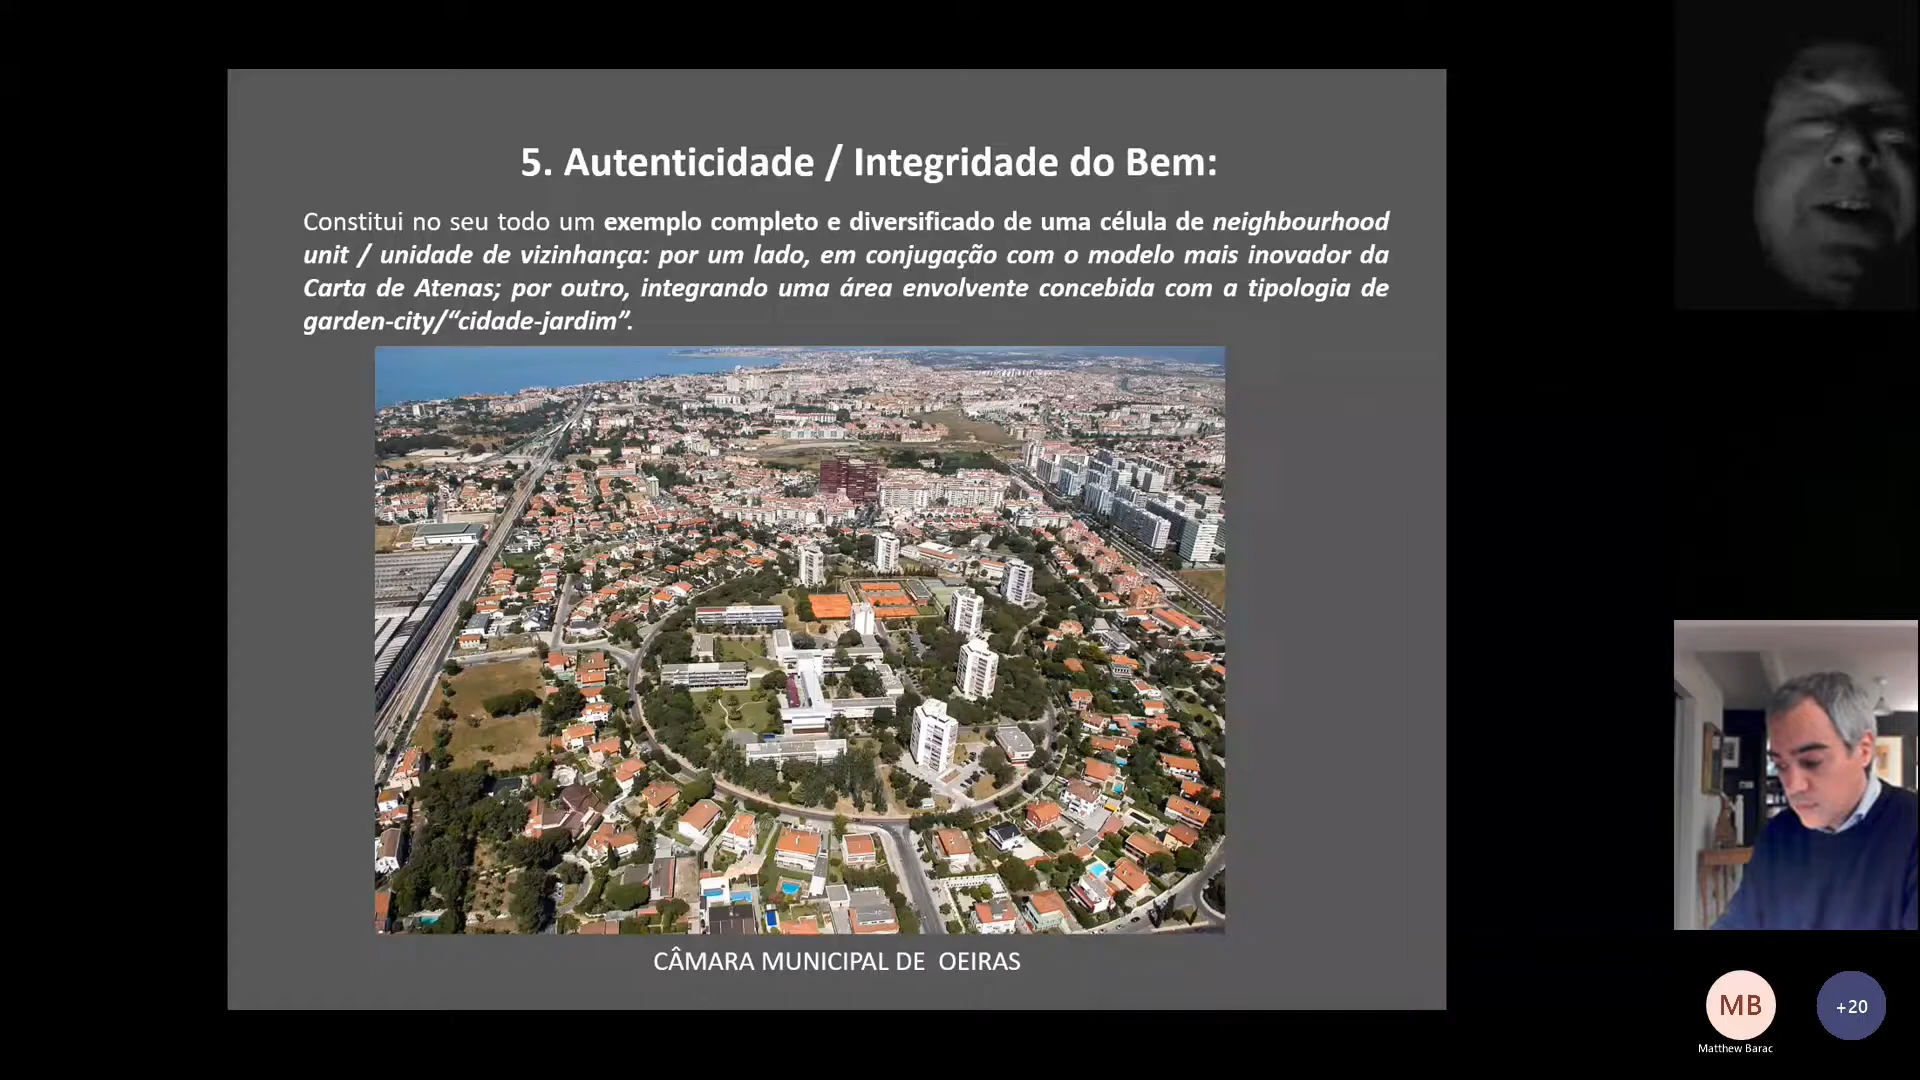 5. Autenticidade / Integridade do Bem:
Constitui no seu todo um exemplo completo e diversificado de uma célula de neighbourhood
unit / unidade de vizinhança: por um lado, em conjugação com o modelo mais inovador da
Carta de Atenas; por outro, integrando uma área envolvente concebida com a tipologia de
garden-city/“cidade-jardim”.
CÂMARA MUNICIPAL DE OEIRAS
MB
+20
Matthew Barac